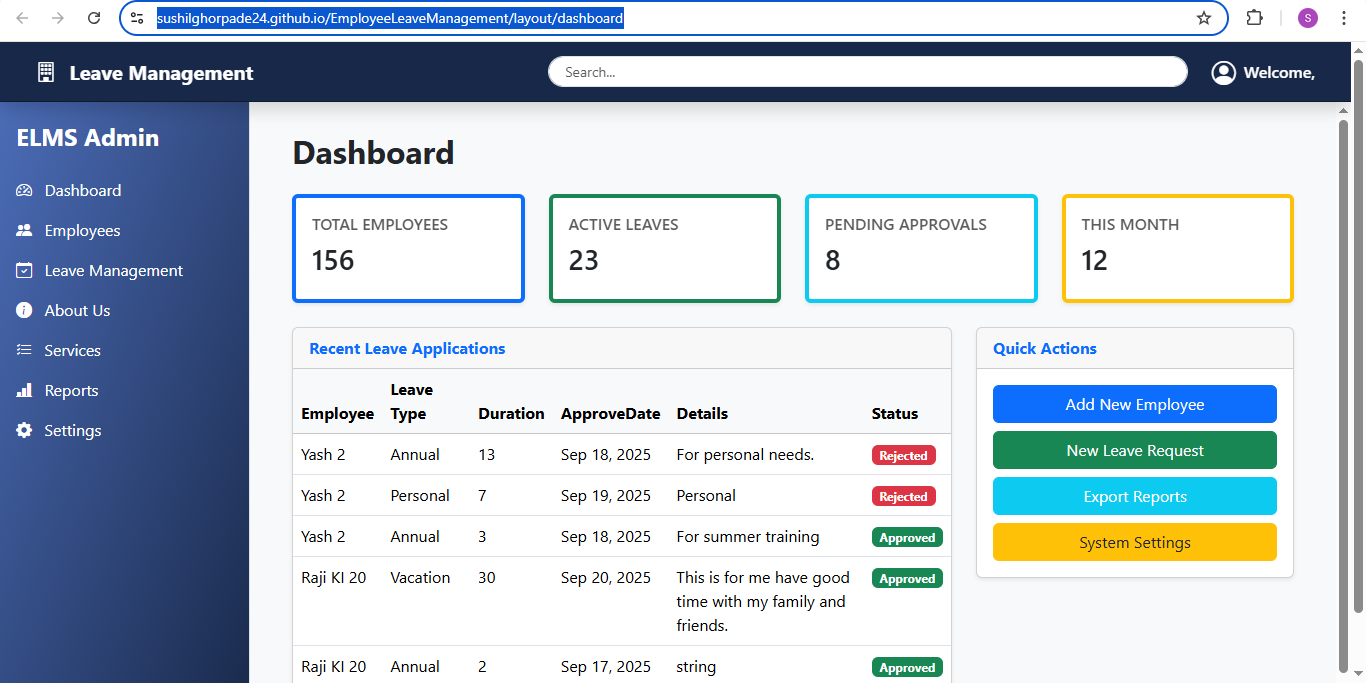 sushilghorpade24.github.io/EmployeeLeaveManagement/layout/dashboard
S
Leave Management
Search...
Welcome,
ELMS Admin
Dashboard
Employees
Leave Management
About Us
Services
Reports
Settings
Dashboard
TOTAL EMPLOYEES
156
ACTIVE LEAVES
23
PENDING APPROVALS
8
THIS MONTH
12
Recent Leave Applications
Employee Leave Type Duration ApproveDate Details Status
Yash 2 Annual 13 Sep 18, 2025 For personal needs. Rejected
Yash 2 Personal 7 Sep 19, 2025 Personal Rejected
Yash 2 Annual 3 Sep 18, 2025 For summer training Approved
Raji KI 20 Vacation 30 Sep 20, 2025 This is for me have good Approved
time with my family and
friends.
Raji KI 20 Annual 2 Sep 17, 2025 string Approved
Quick Actions
Add New Employee
New Leave Request
Export Reports
System Settings